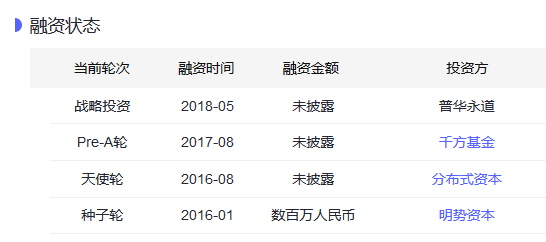 融资状态
当前轮次 融资时间 融资金额 投资方
战略投资 2018-05 未披露 普华永道
Pre-A轮 2017-08 未披露 千方基金
天使轮 2016-08 未披露 分布式资本
种子轮 2016-01 数百万人民币 明势资本